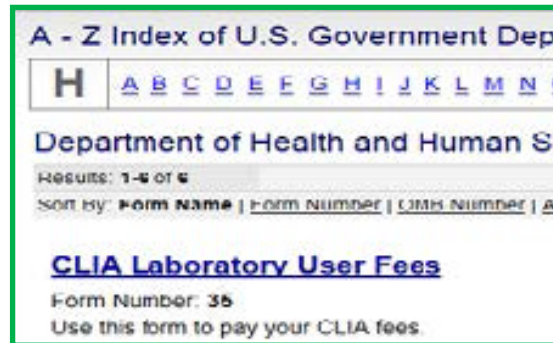 A - Z Index of U.S. Government Dep
H A B C D E F G H I J K L M N
Department of Health and Human S
Results: 1-6 of 6
Sort By: Form Name | Form Number | OMB Number | A
CLIA Laboratory User Fees
Form Number: 35
Use this form to pay your CLIA fees.